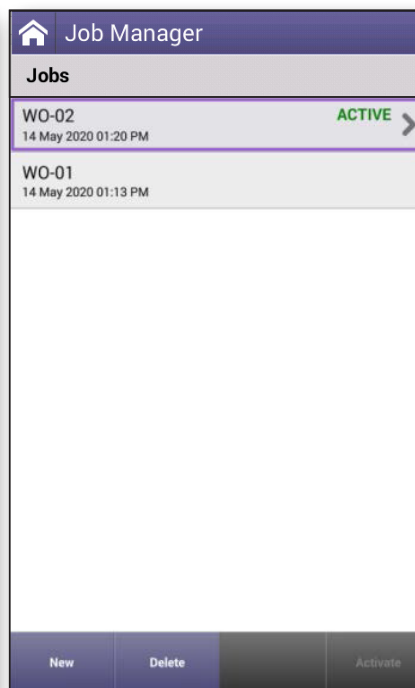 Job Manager
Jobs
WO-02 ACTIVE
14 May 2020 01:20 PM
WO-01
14 May 2020 01:13 PM
New Delete Activate